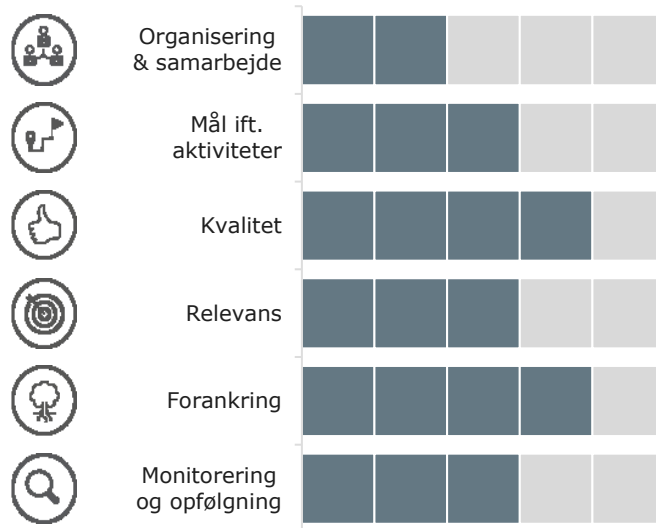 Organisering
& samarbejde
Mål ift.
aktiviteter
Kvalitet
Relevans
Forankring
Monitorering
og opfølgning